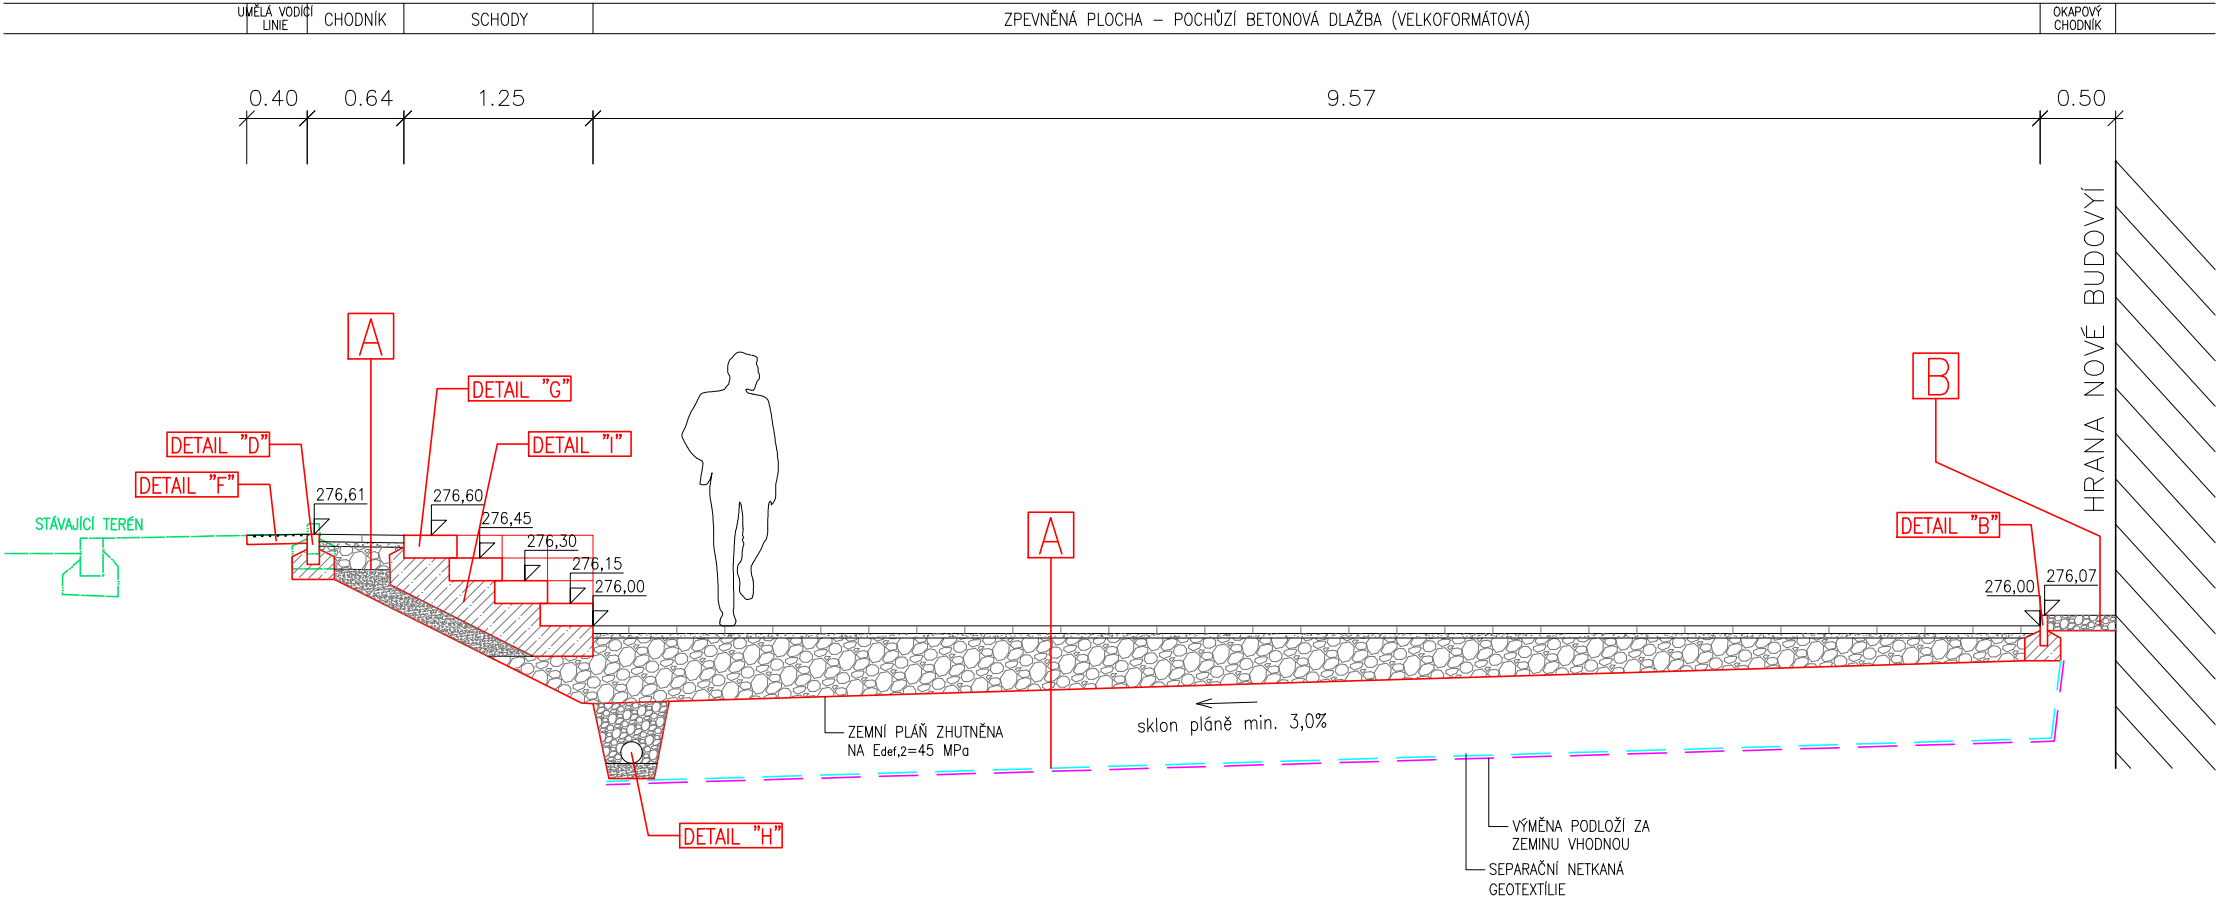 UMĚLÁ VODÍCÍ
LINIE
CHODNÍK
SCHODY
ZPEVNĚNÁ PLOCHA – POCHŮZÍ BETONOVÁ DLAŽBA (VELKOFORMÁTOVÁ)
OKAPOVÝ
CHODNÍK
0.40
0.64
1.25
9.57
0.50
HRANA NOVÉ BUDOVYÍ
A
B
DETAIL "G"
DETAIL "D"
DETAIL "I"
DETAIL "F"
276,61
276,60
STÁVAJÍCÍ TERÉN
276,45
A
DETAIL "B"
276,30
276,15
276,00
276,00
276,07
ZEMNÍ PLÁŇ ZHUTNĚNA
NA Edef,2=45 MPa
sklon pláně min. 3,0%
DETAIL "H"
VÝMĚNA PODLOŽÍ ZA
ZEMINU VHODNOU
SEPARAČNÍ NETKANÁ
GEOTEXTÍLIE